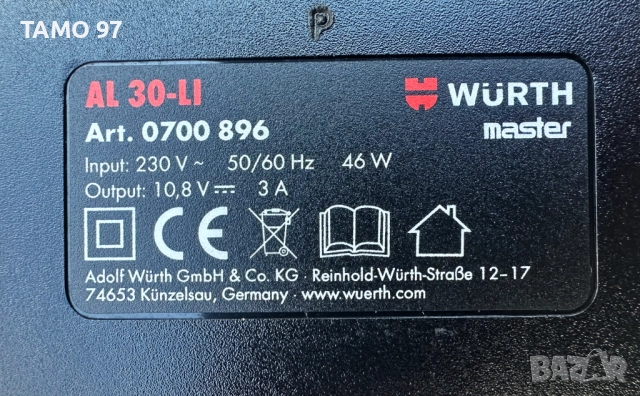 TAMO 97
P
AL 30-LI
WÜRTH
Art. 0700 896
master
Input: 230 V ~ 50/60 Hz 46 W
Output: 10,8 V ⎓ 3 A
CE
Adolf Würth GmbH & Co. KG · Reinhold-Würth-Straße 12–17
74653 Künzelsau, Germany · www.wuerth.com
BAZAR